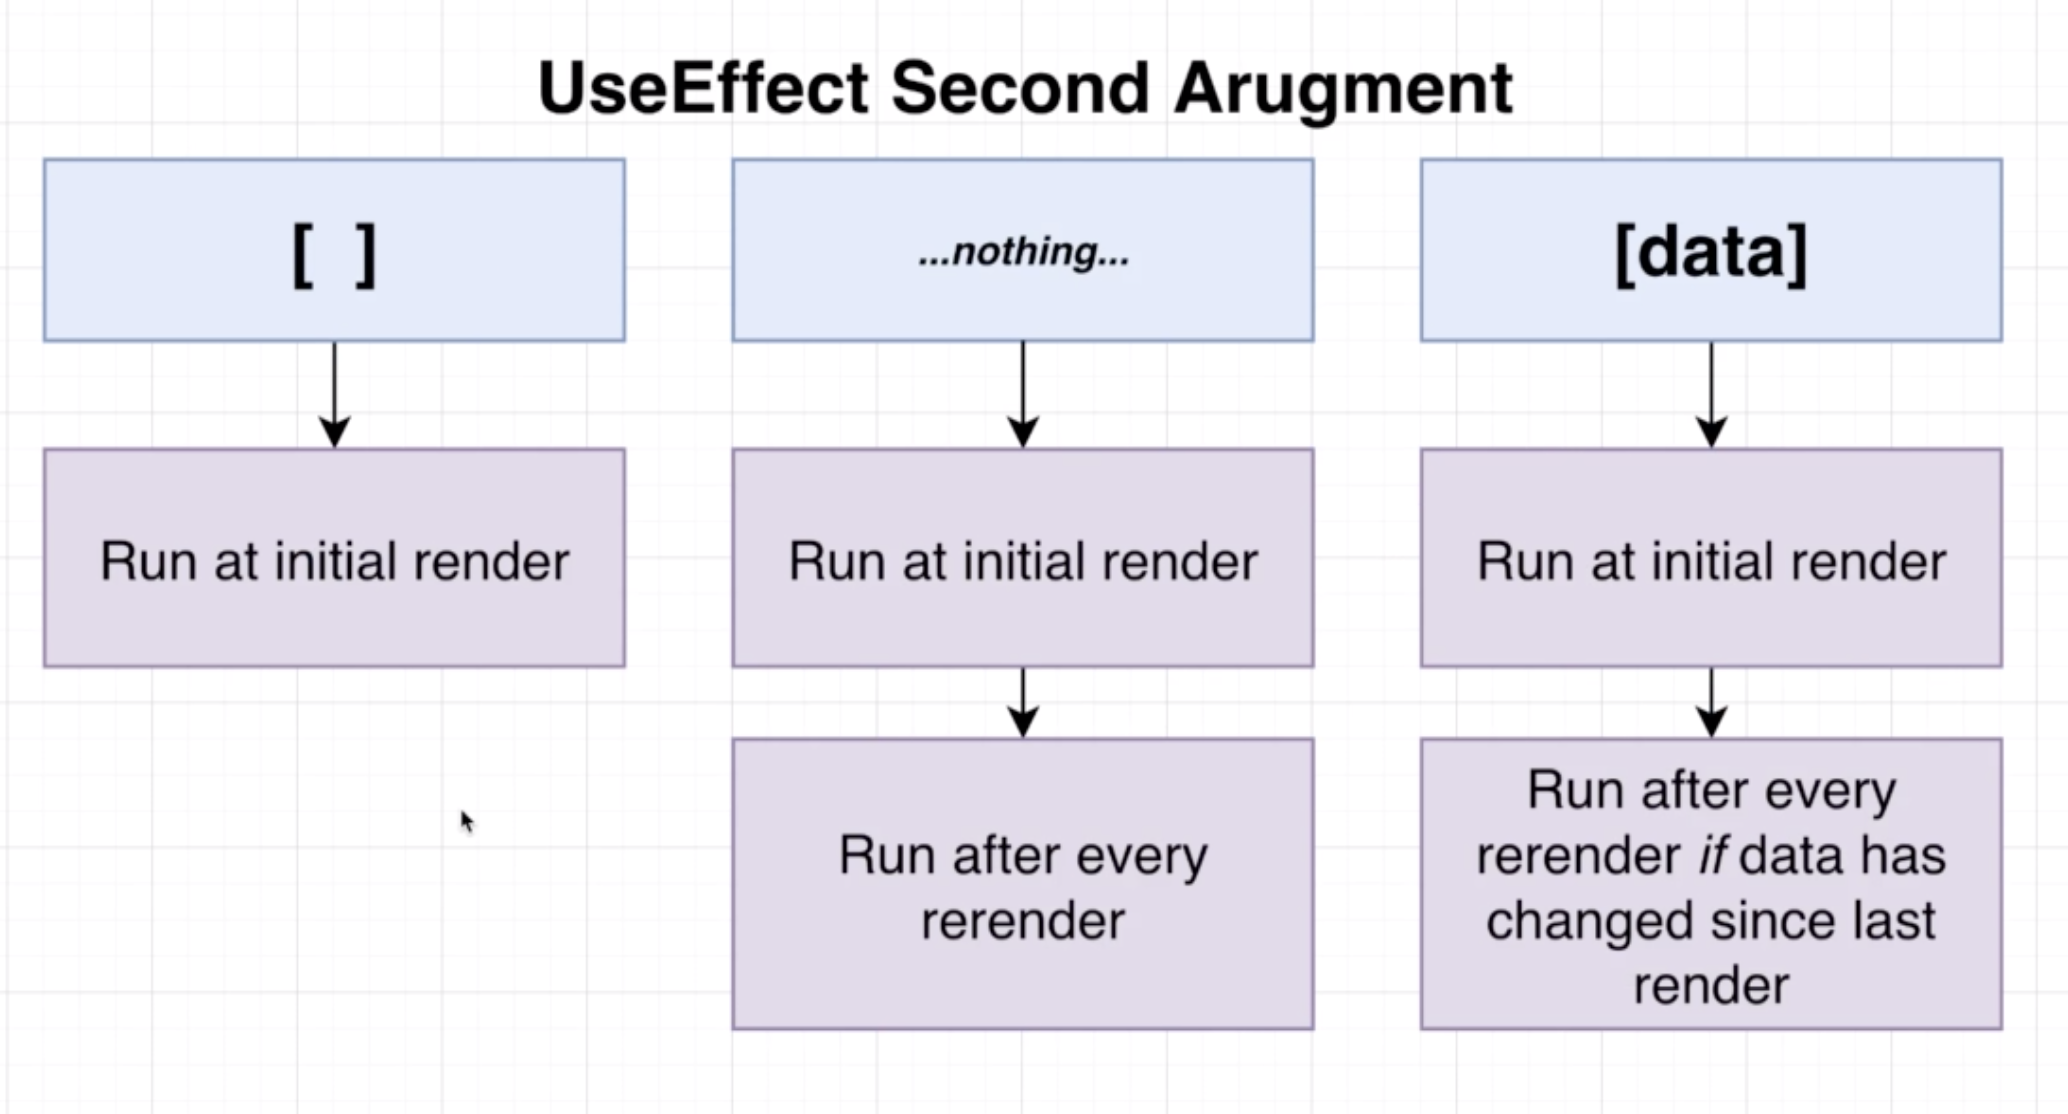 UseEffect Second Arugment
[ ]
...nothing...
[data]
Run at initial render
Run at initial render
Run at initial render
Run after every
rerender
Run after every
rerender if data has
changed since last
render